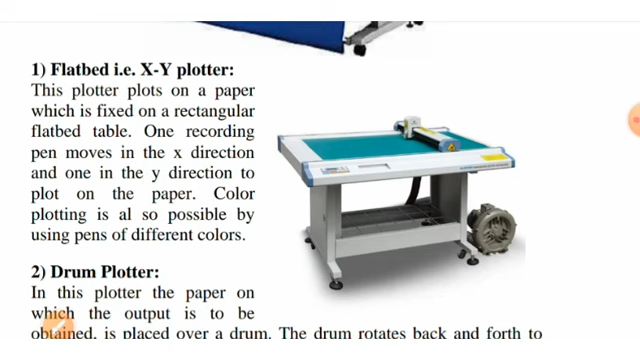 1) Flatbed i.e. X-Y plotter:
This plotter plots on a paper
which is fixed on a rectangular
flatbed table. One recording
pen moves in the x direction
and one in the y direction to
plot on the paper. Color
plotting is al so possible by
using pens of different colors.
2) Drum Plotter:
In this plotter the paper on
which the output is to be
obtained, is placed over a drum. The drum rotates back and forth to